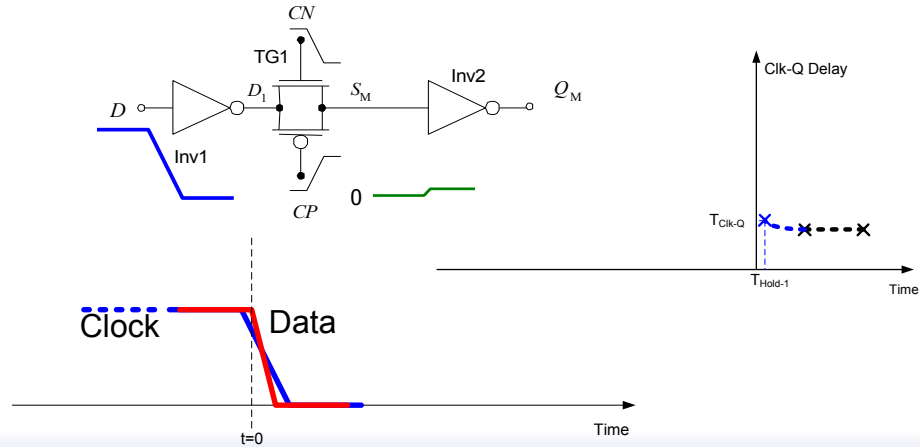 CN
TG1
Clk-Q Delay
Inv2
D
D1
SM
QM
Inv1
0
CP
TClk-Q
THold-1
Time
Clock
Data
Time
t=0